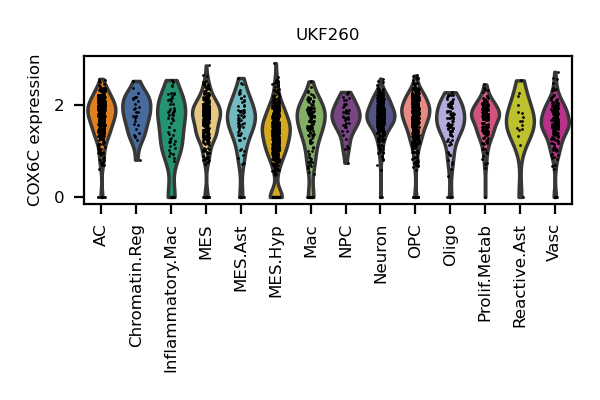 UKF260
COX6C expression
2
0
AC
Chromatin.Reg
Inflammatory.Mac
MES
MES.Ast
MES.Hyp
Mac
NPC
Neuron
OPC
Oligo
Prolif.Metab
Reactive.Ast
Vasc